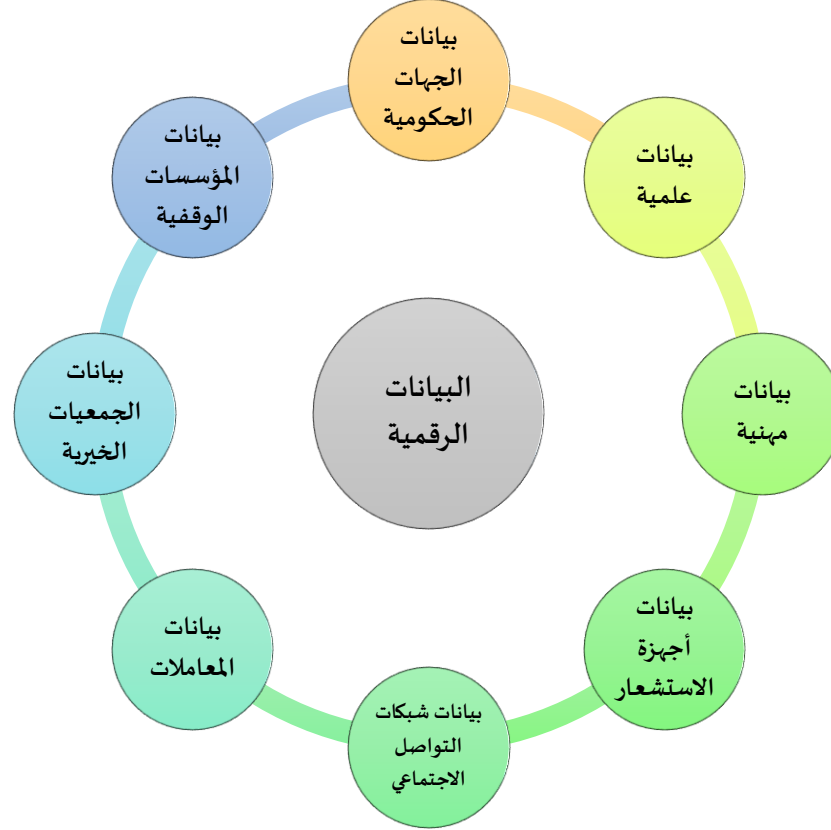 بيانات
الجهات
الحكومية
بيانات
علمية
بيانات
مهنية
بيانات
أجهزة
الاستشعار
بيانات شبكات
التواصل
الاجتماعي
بيانات
المعاملات
بيانات
الجمعيات
الخيرية
بيانات
المؤسسات
الوقفية
البيانات
الرقمية